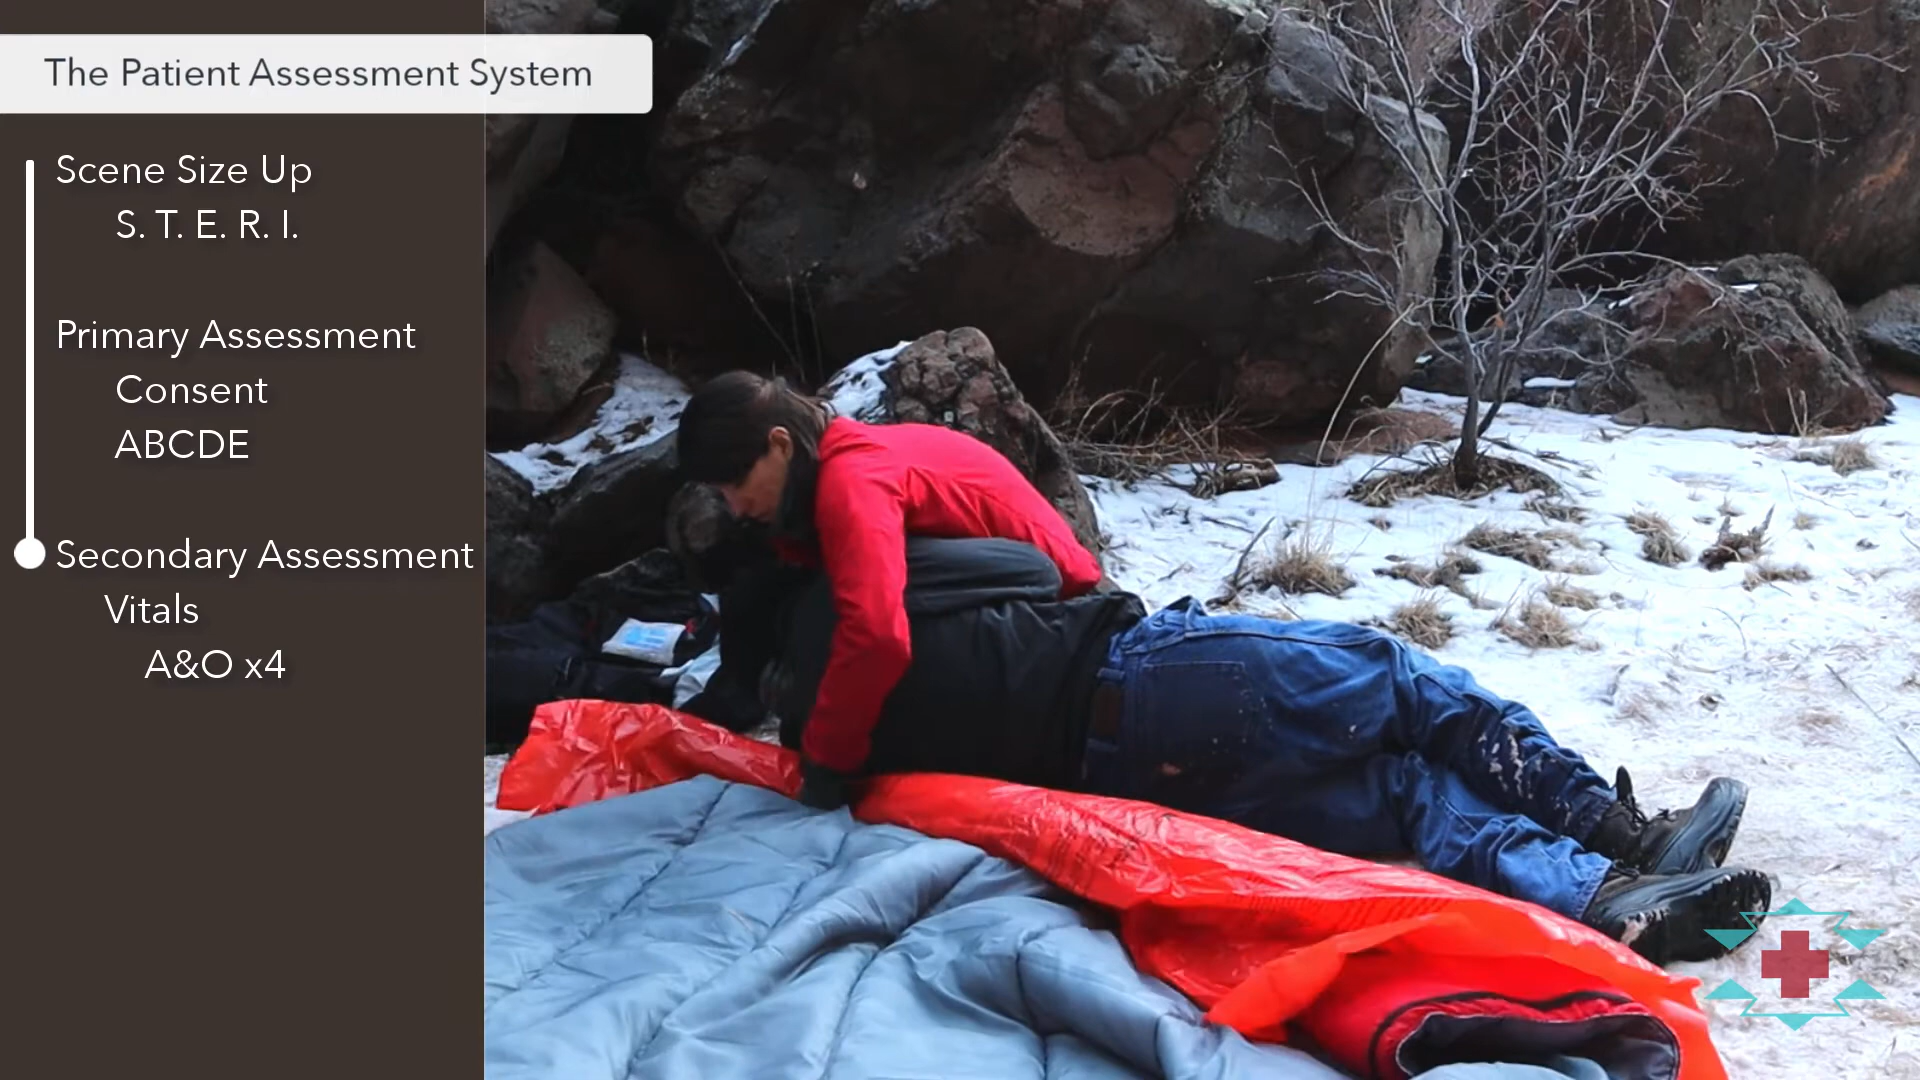 The Patient Assessment System
Scene Size Up
S. T. E. R. I.
Primary Assessment
Consent
ABCDE
Secondary Assessment
Vitals
A&O x4